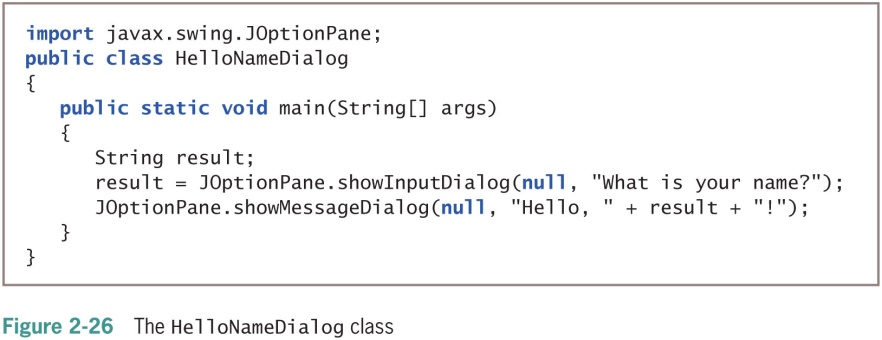 import javax.swing.JOptionPane;
public class HelloNameDialog
{
   public static void main(String[] args)
   {
      String result;
      result = JOptionPane.showInputDialog(null, "What is your name?");
      JOptionPane.showMessageDialog(null, "Hello, " + result + "!");
   }
}
Figure 2-26 The HelloNameDialog class